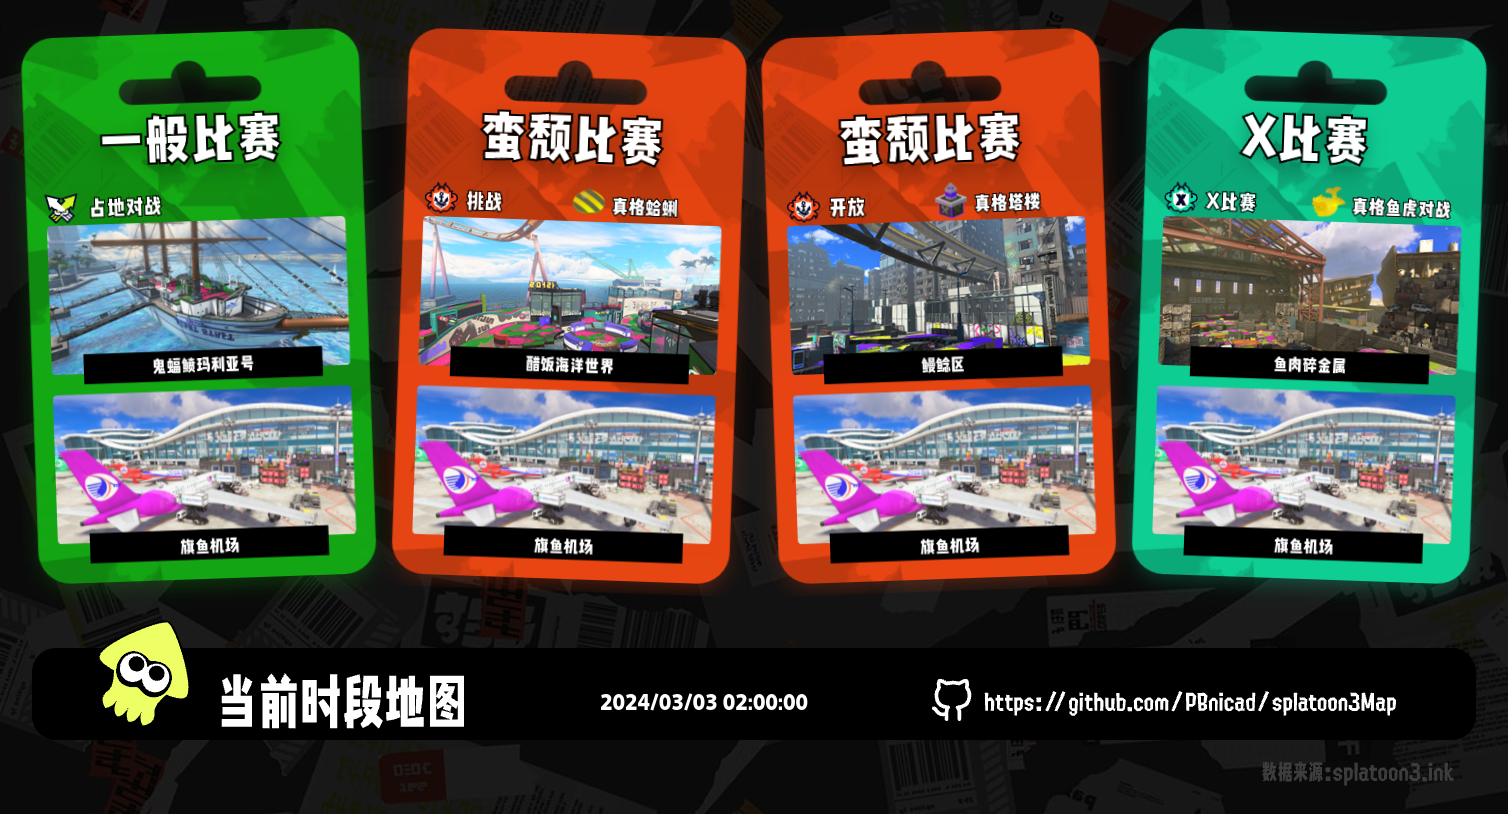 一般比赛
占地对战
鬼蝠鲼玛利亚号
旗鱼机场
蛮颓比赛
挑战
真格蛤蜊
醋饭海洋世界
旗鱼机场
蛮颓比赛
开放
真格塔楼
鳗鲶区
旗鱼机场
X比赛
X比赛
真格鱼虎对战
鱼肉碎金属
旗鱼机场
当前时段地图
2024/03/03 02:00:00
https://github.com/PBnicad/splatoon3Map
数据来源:splatoon3.ink